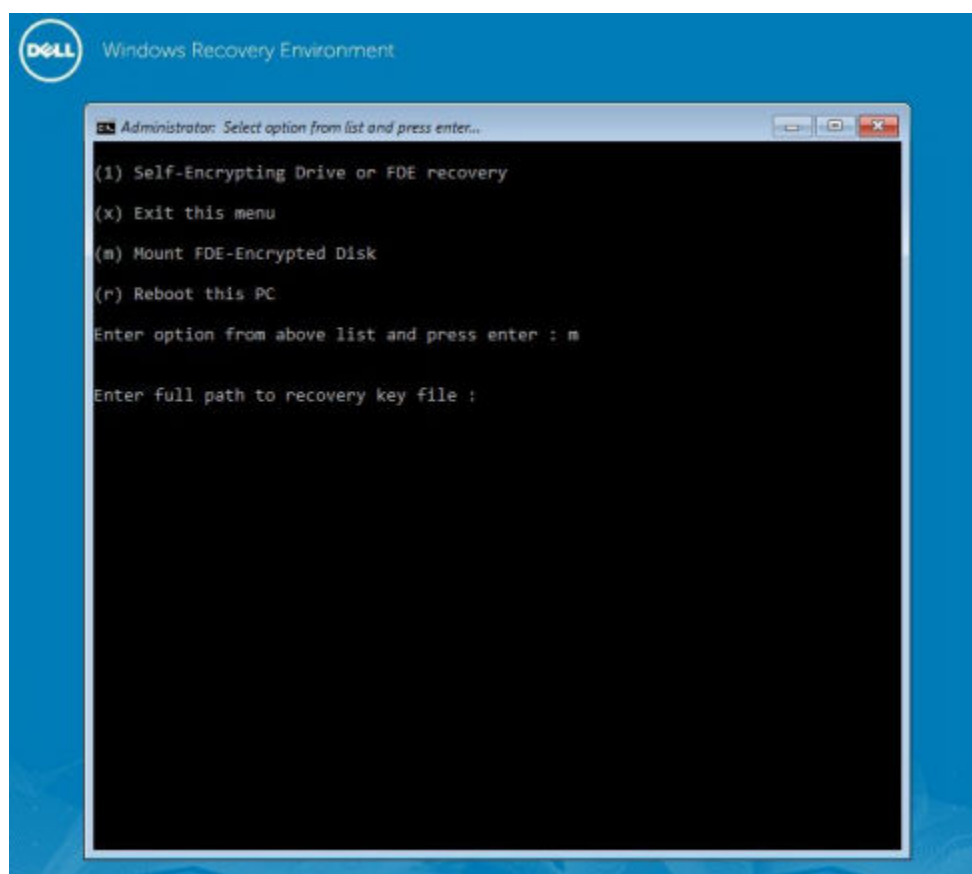 DELL
Windows Recovery Environment
Administrator: Select option from list and press enter...
(1) Self-Encrypting Drive or FDE recovery
(x) Exit this menu
(m) Mount FDE-Encrypted Disk
(r) Reboot this PC
Enter option from above list and press enter : m
Enter full path to recovery key file :